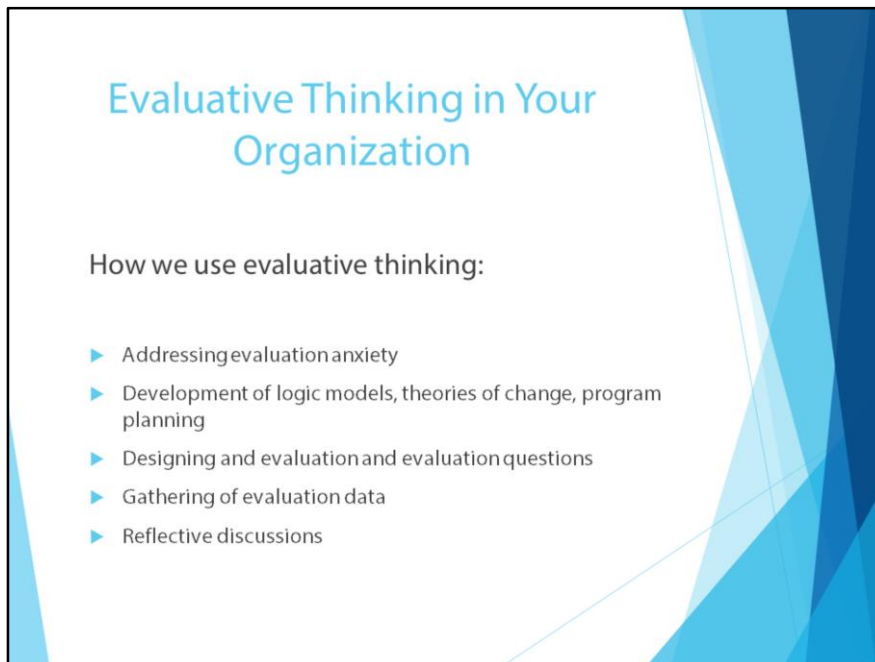 Evaluative Thinking in Your
Organization
How we use evaluative thinking:
Addressing evaluation anxiety
Development of logic models, theories of change, program
planning
Designing and evaluation and evaluation questions
Gathering of evaluation data
Reflective discussions